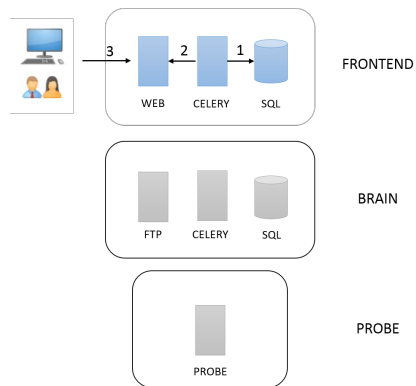 3
2
1
WEB
CELERY
SQL
FRONTEND
FTP
CELERY
SQL
BRAIN
PROBE
PROBE